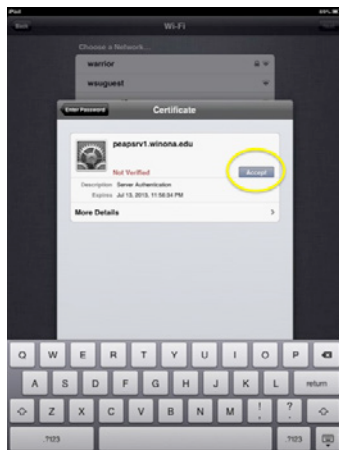 iPad
Back
Wi-Fi
Choose a Network...
warrior
wsuguest
Enter Password
Certificate
peapsrv1.winona.edu
Not Verified
Accept
Description Server Authentication
Expires Jul 13, 2013, 11:56:34 PM
More Details
Q W E R T Y U I O P
A S D F G H J K L return
Z X C V B N M ! , ? .
.?123 .?123